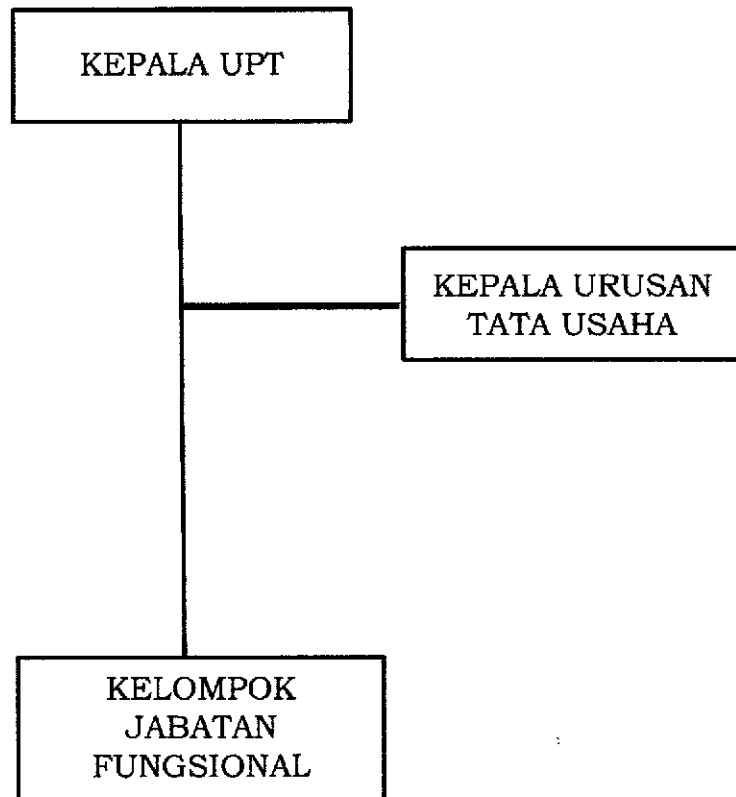 KEPALA UPT
KEPALA URUSAN
TATA USAHA
KELOMPOK
JABATAN
FUNGSIONAL